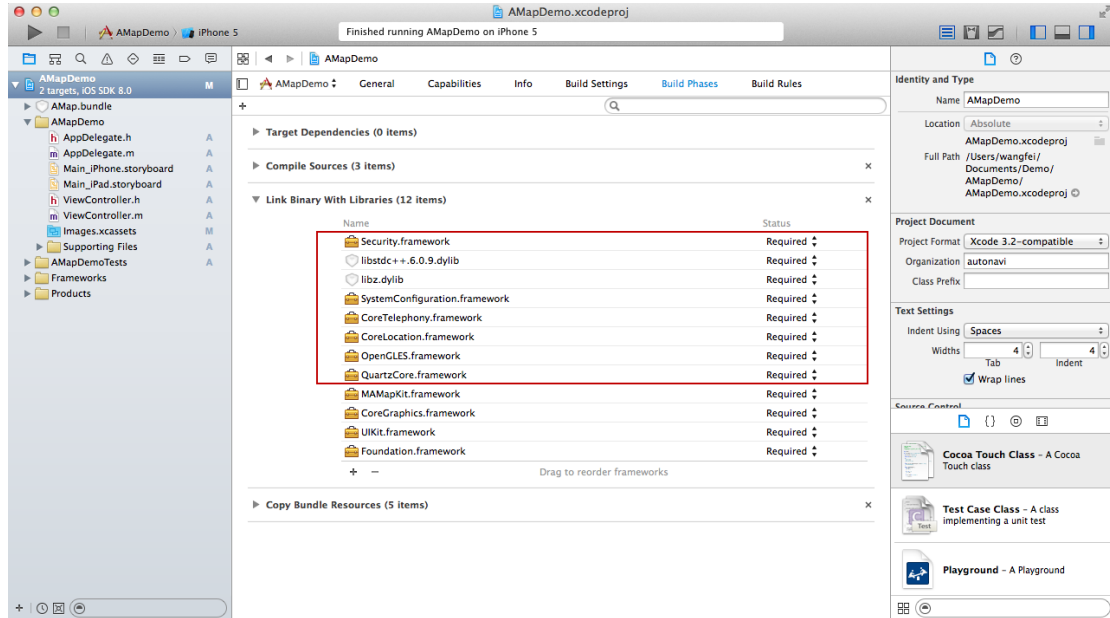 AMapDemo.xcodeproj
AMapDemo
iPhone 5
Finished running AMapDemo on iPhone 5
AMapDemo
2 targets, iOS SDK 8.0
M
AMap.bundle
AMapDemo
AppDelegate.h
A
AppDelegate.m
A
Main_iPhone.storyboard
A
Main_iPad.storyboard
A
ViewController.h
A
ViewController.m
A
Images.xcassets
M
Supporting Files
A
AMapDemoTests
A
Frameworks
Products
AMapDemo
AMapDemo
General
Capabilities
Info
Build Settings
Build Phases
Build Rules
Target Dependencies (0 items)
Compile Sources (3 items)
Link Binary With Libraries (12 items)
Name
Status
Security.framework
Required
libstdc++.6.0.9.dylib
Required
libz.dylib
Required
SystemConfiguration.framework
Required
CoreTelephony.framework
Required
CoreLocation.framework
Required
OpenGLES.framework
Required
QuartzCore.framework
Required
MAMapKit.framework
Required
CoreGraphics.framework
Required
UIKit.framework
Required
Foundation.framework
Required
Drag to reorder frameworks
Copy Bundle Resources (5 items)
Identity and Type
Name AMapDemo
Location Absolute
AMapDemo.xcodeproj
Full Path /Users/wangfei/
Documents/Demo/
AMapDemo/
AMapDemo.xcodeproj
Project Document
Project Format Xcode 3.2-compatible
Organization autonavi
Class Prefix
Text Settings
Indent Using Spaces
Widths 4 4
Tab Indent
Wrap lines
Source Control
Cocoa Touch Class – A Cocoa
Touch class
Test Case Class – A class
implementing a unit test
Test
Playground – A Playground